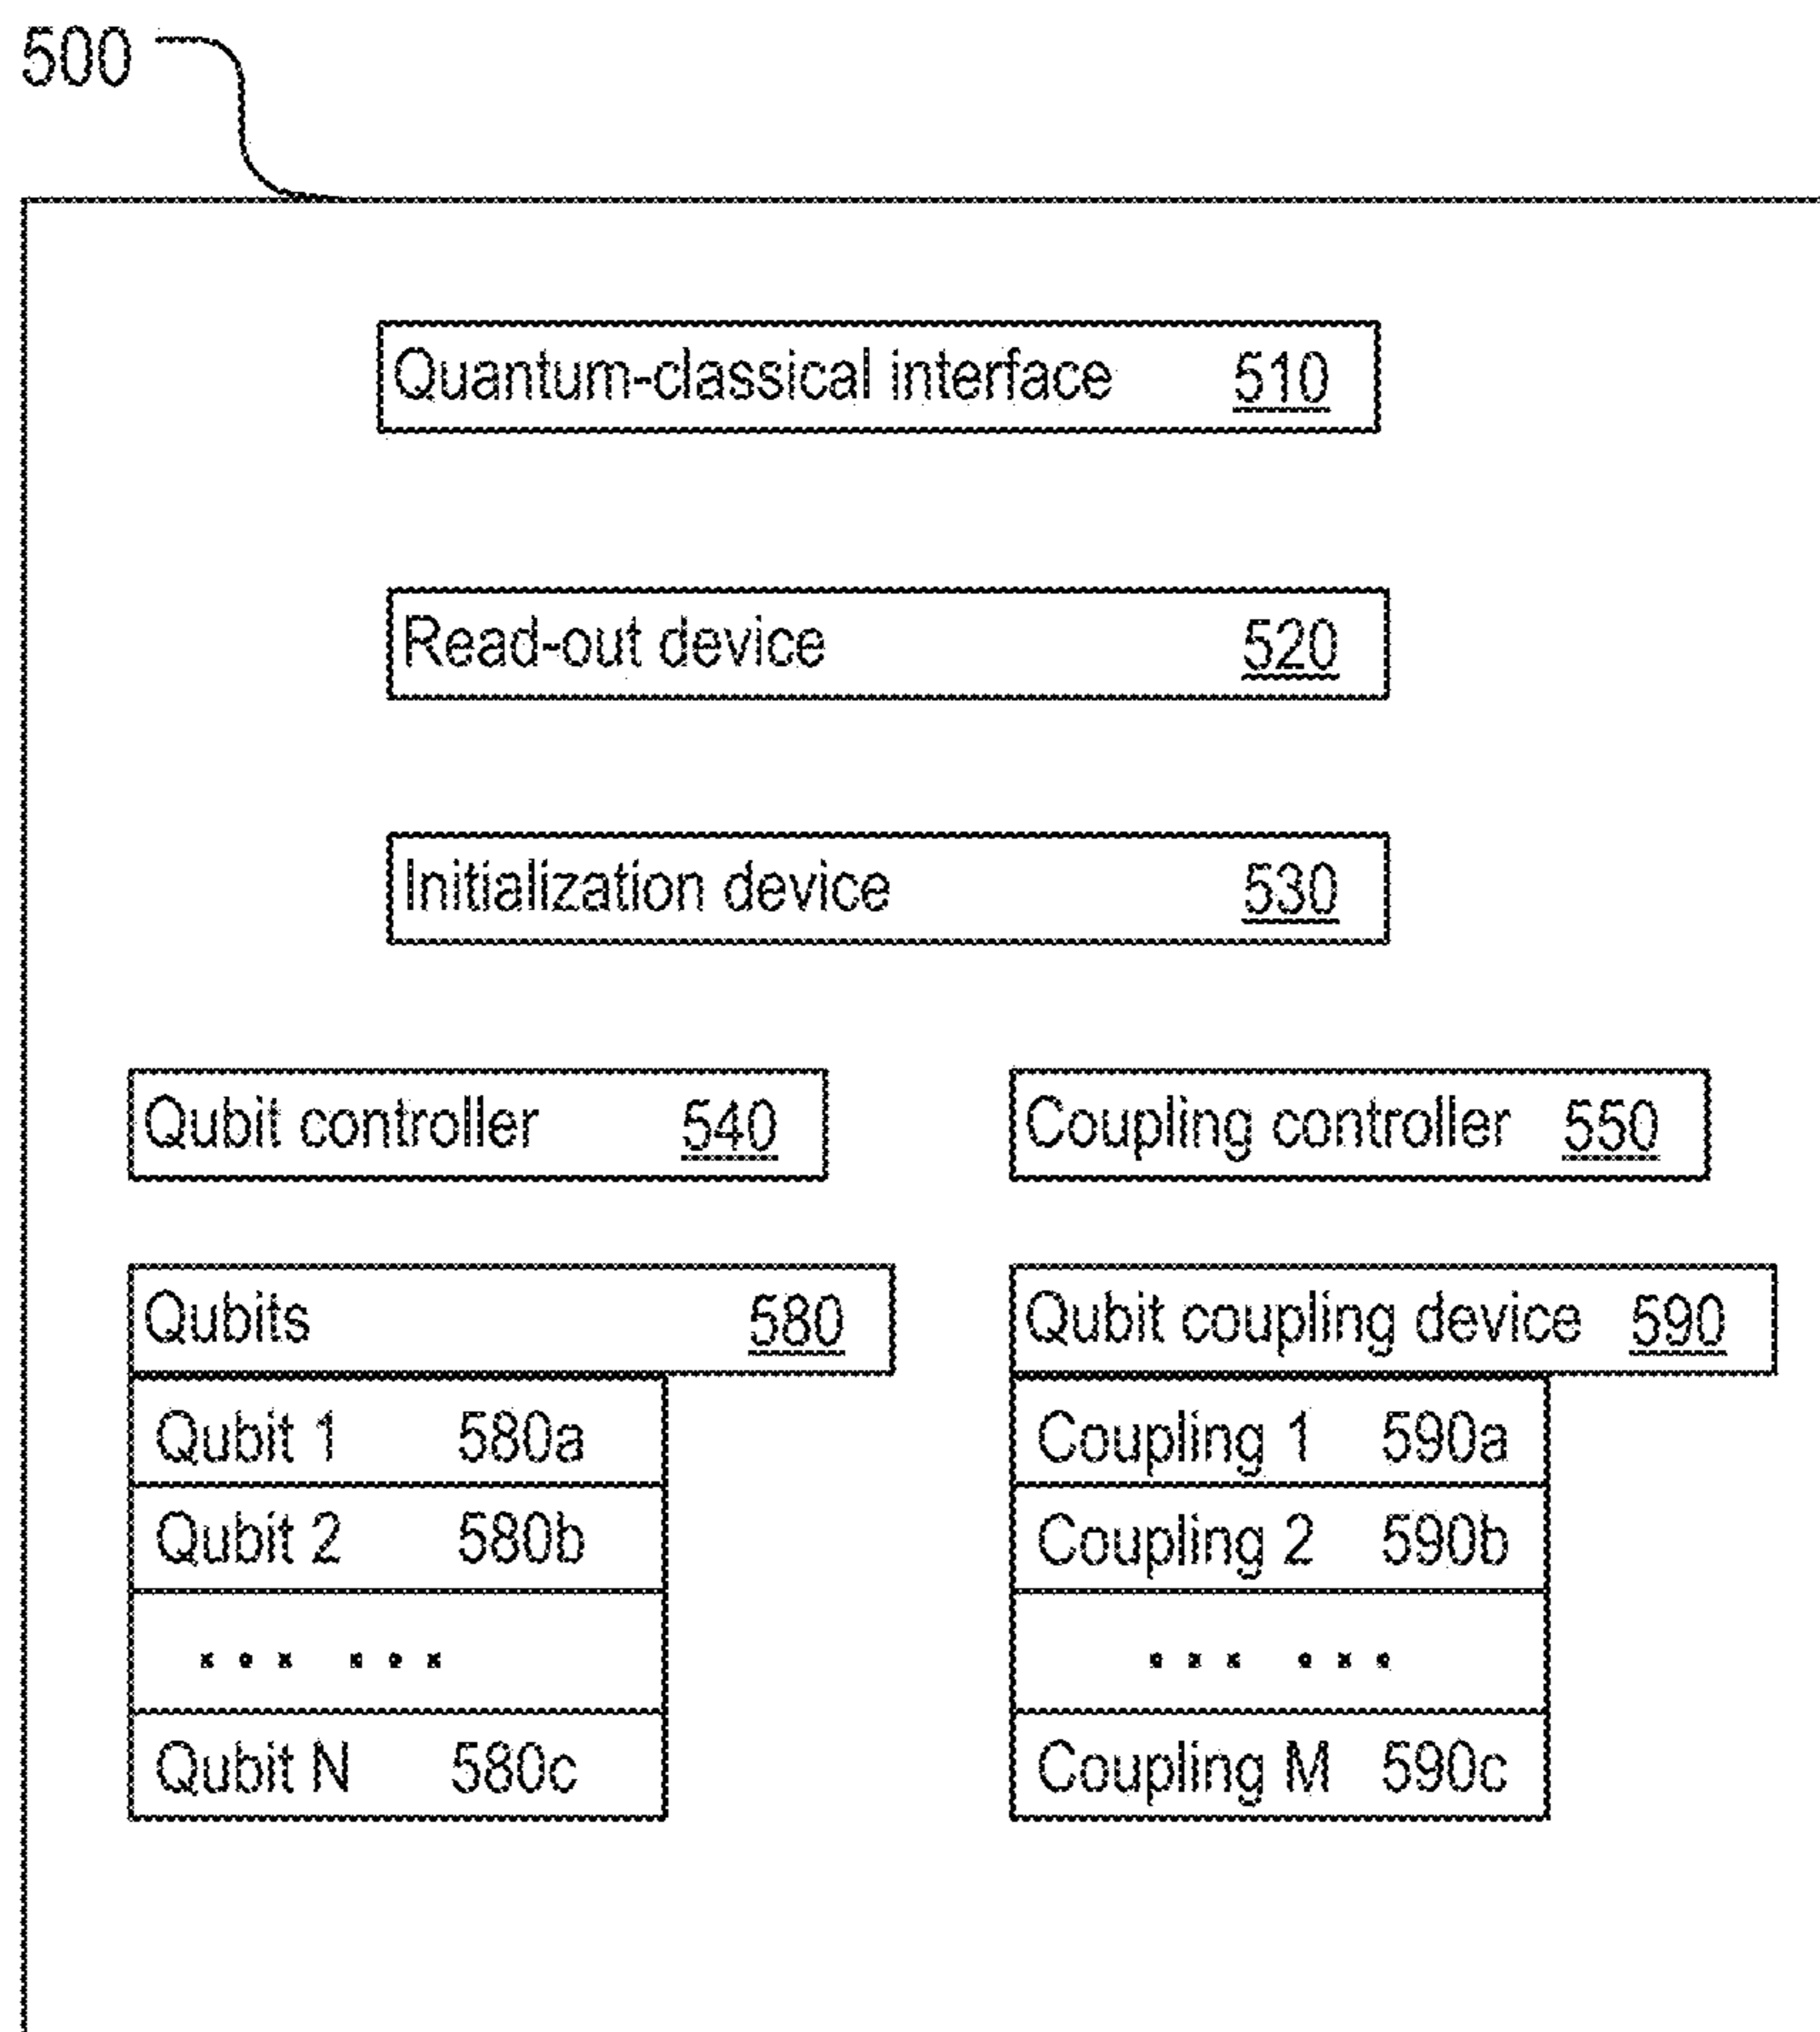 500
Quantum-classical interface 510
Read-out device 520
Initialization device 530
Qubit controller 540
Coupling controller 550
Qubits 580
Qubit 1 580a
Qubit 2 580b
... ...
Qubit N 580c
Qubit coupling device 590
Coupling 1 590a
Coupling 2 590b
... ...
Coupling M 590c